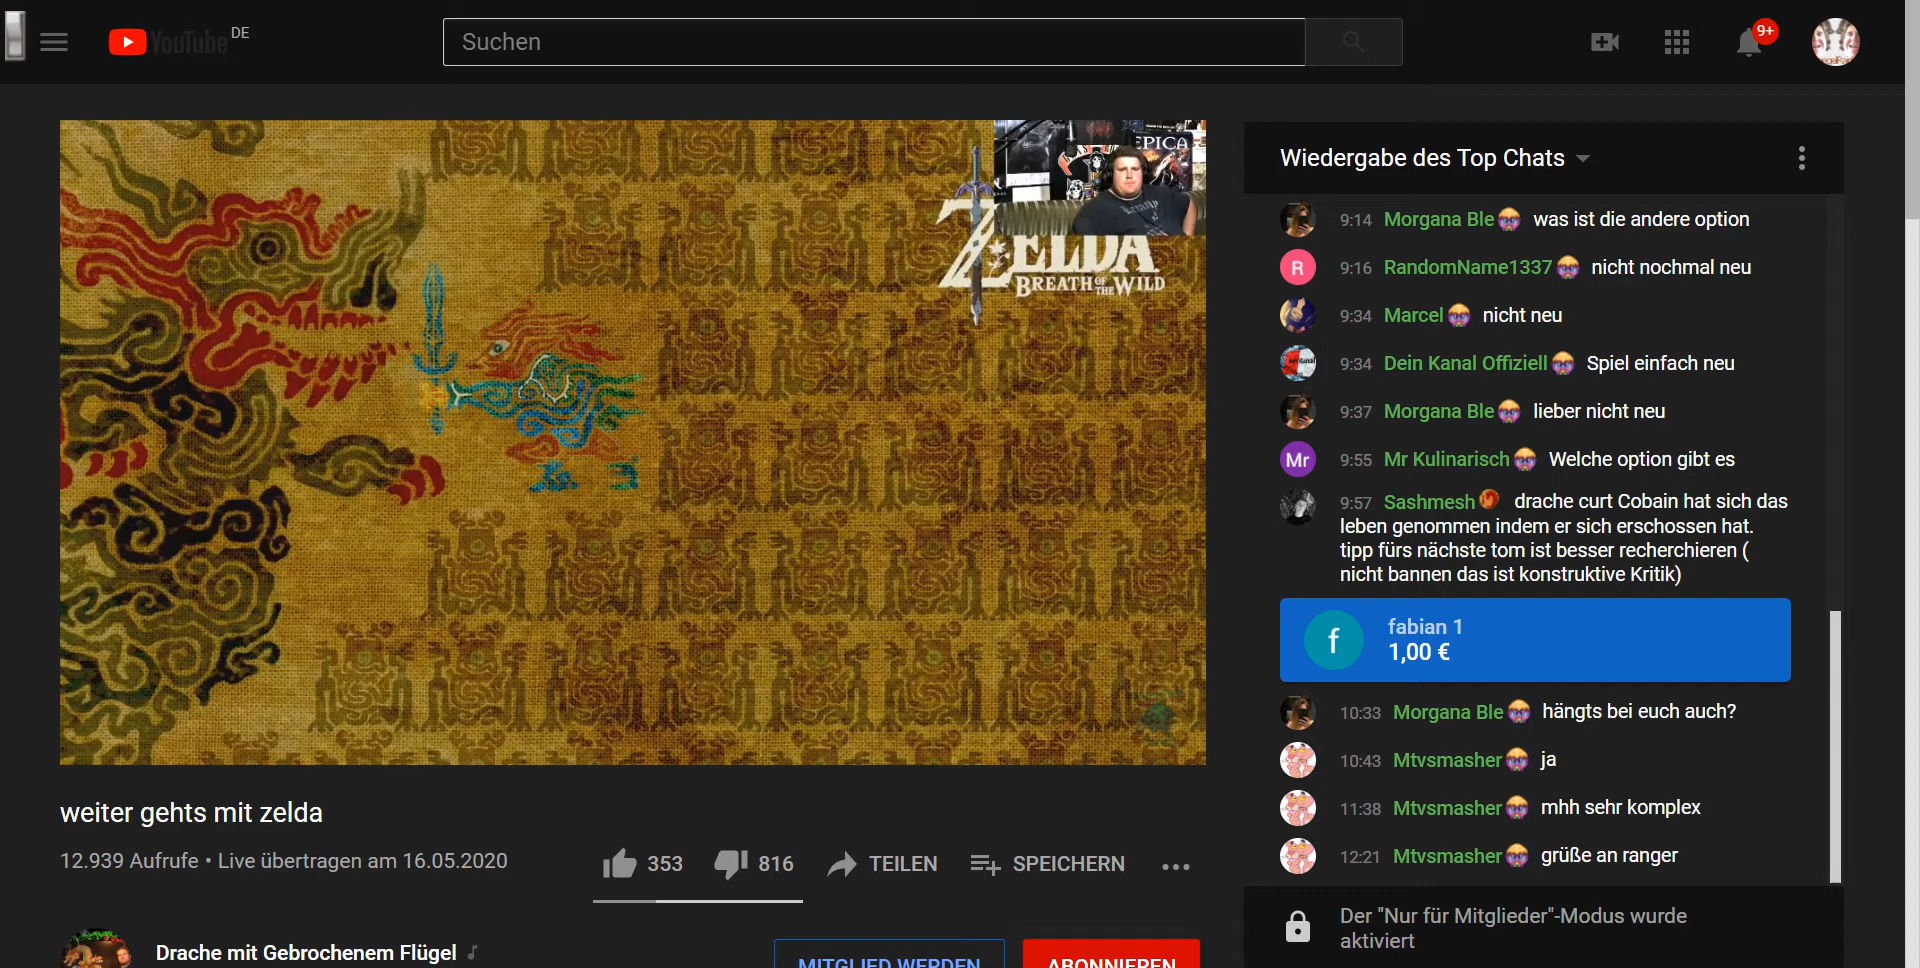 YouTube DE
Suchen
9+
EPICA
ZELDA
BREATH OF THE WILD
weiter gehts mit zelda
12.939 Aufrufe • Live übertragen am 16.05.2020
353
816
TEILEN
SPEICHERN
Drache mit Gebrochenem Flügel
MITGLIED WERDEN
ABONNIEREN
Wiedergabe des Top Chats
9:14 Morgana Ble was ist die andere option
R
9:16 RandomName1337 nicht nochmal neu
9:34 Marcel nicht neu
9:34 Dein Kanal Offiziell Spiel einfach neu
9:37 Morgana Ble lieber nicht neu
Mr
9:55 Mr Kulinarisch Welche option gibt es
9:57 Sashmesh drache curt Cobain hat sich das
leben genommen indem er sich erschossen hat.
tipp fürs nächste tom ist besser recherchieren (
nicht bannen das ist konstruktive Kritik)
f
fabian 1
1,00 €
10:33 Morgana Ble hängts bei euch auch?
10:43 Mtvsmasher ja
11:38 Mtvsmasher mhh sehr komplex
12:21 Mtvsmasher grüße an ranger
Der "Nur für Mitglieder"-Modus wurde
aktiviert